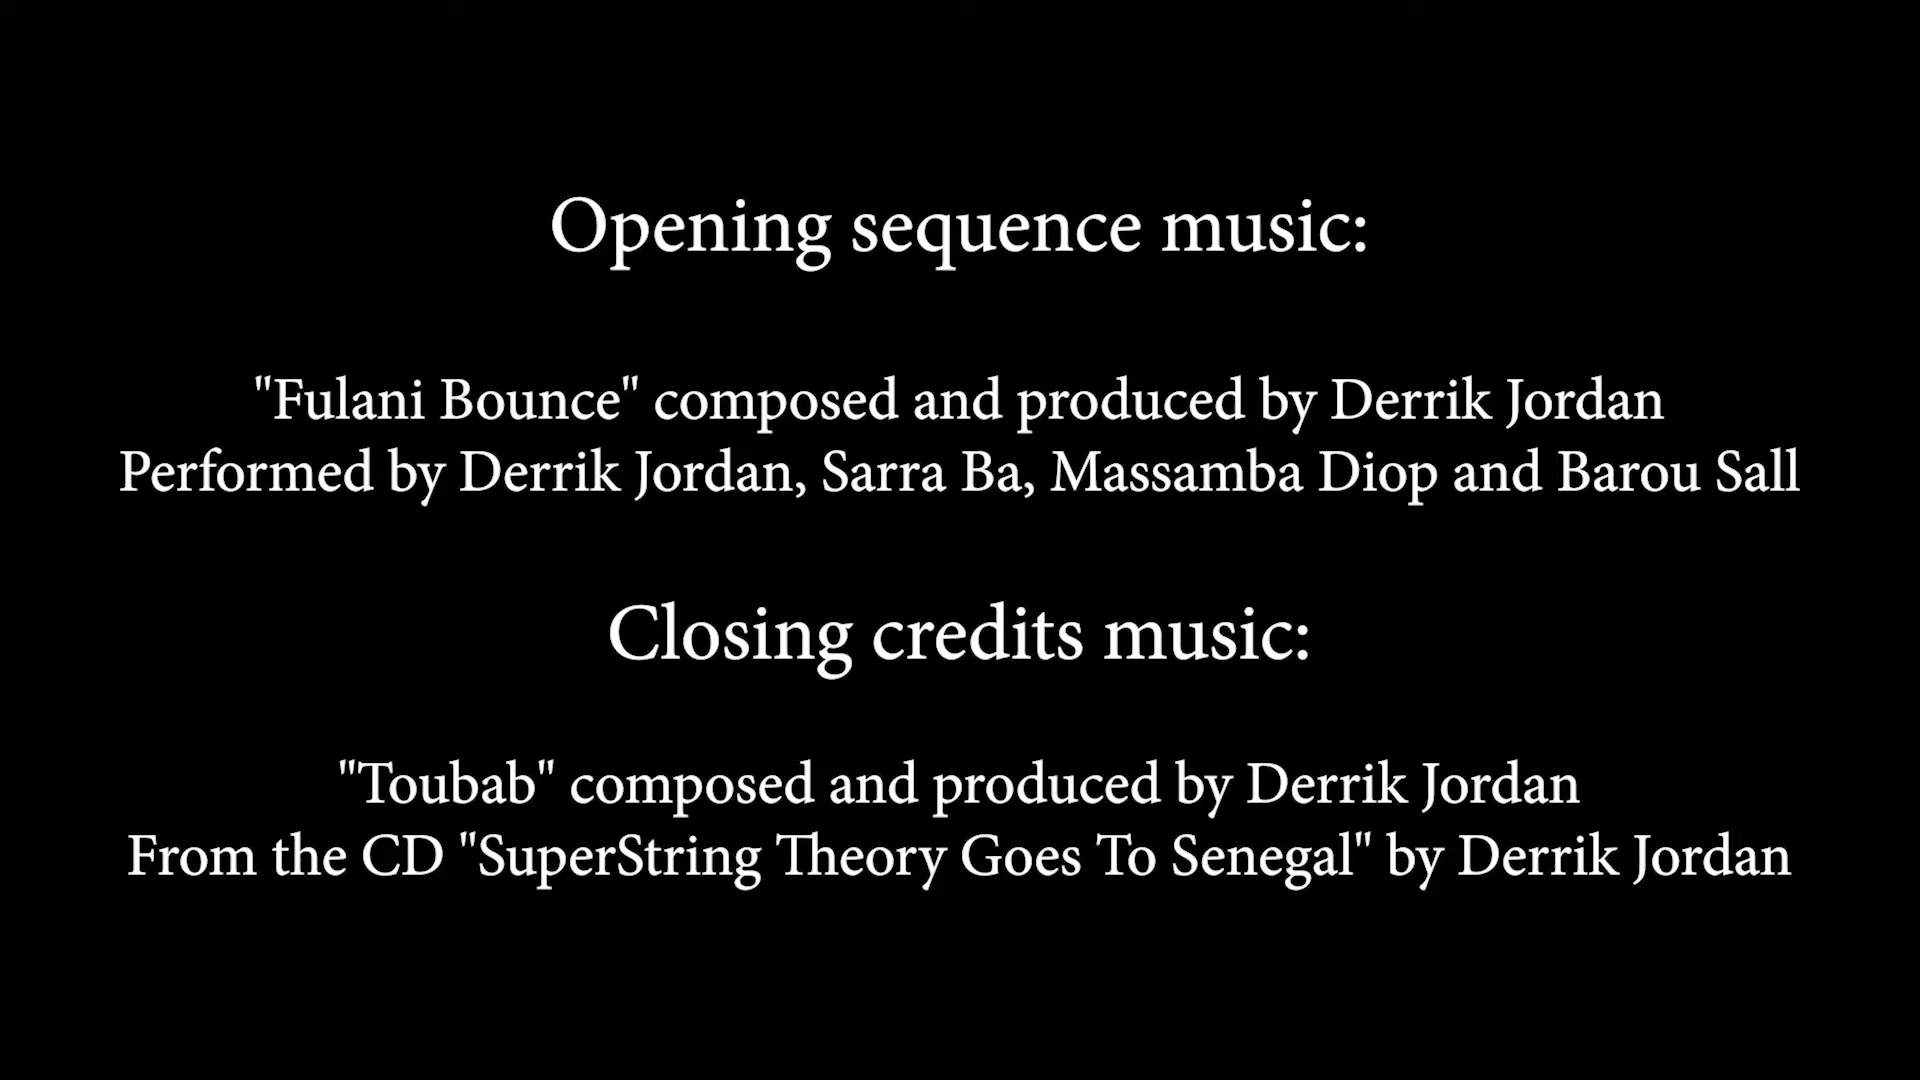 Opening sequence music:
"Fulani Bounce" composed and produced by Derrik Jordan
Performed by Derrik Jordan, Sarra Ba, Massamba Diop and Barou Sall
Closing credits music:
"Toubab" composed and produced by Derrik Jordan
From the CD "SuperString Theory Goes To Senegal" by Derrik Jordan